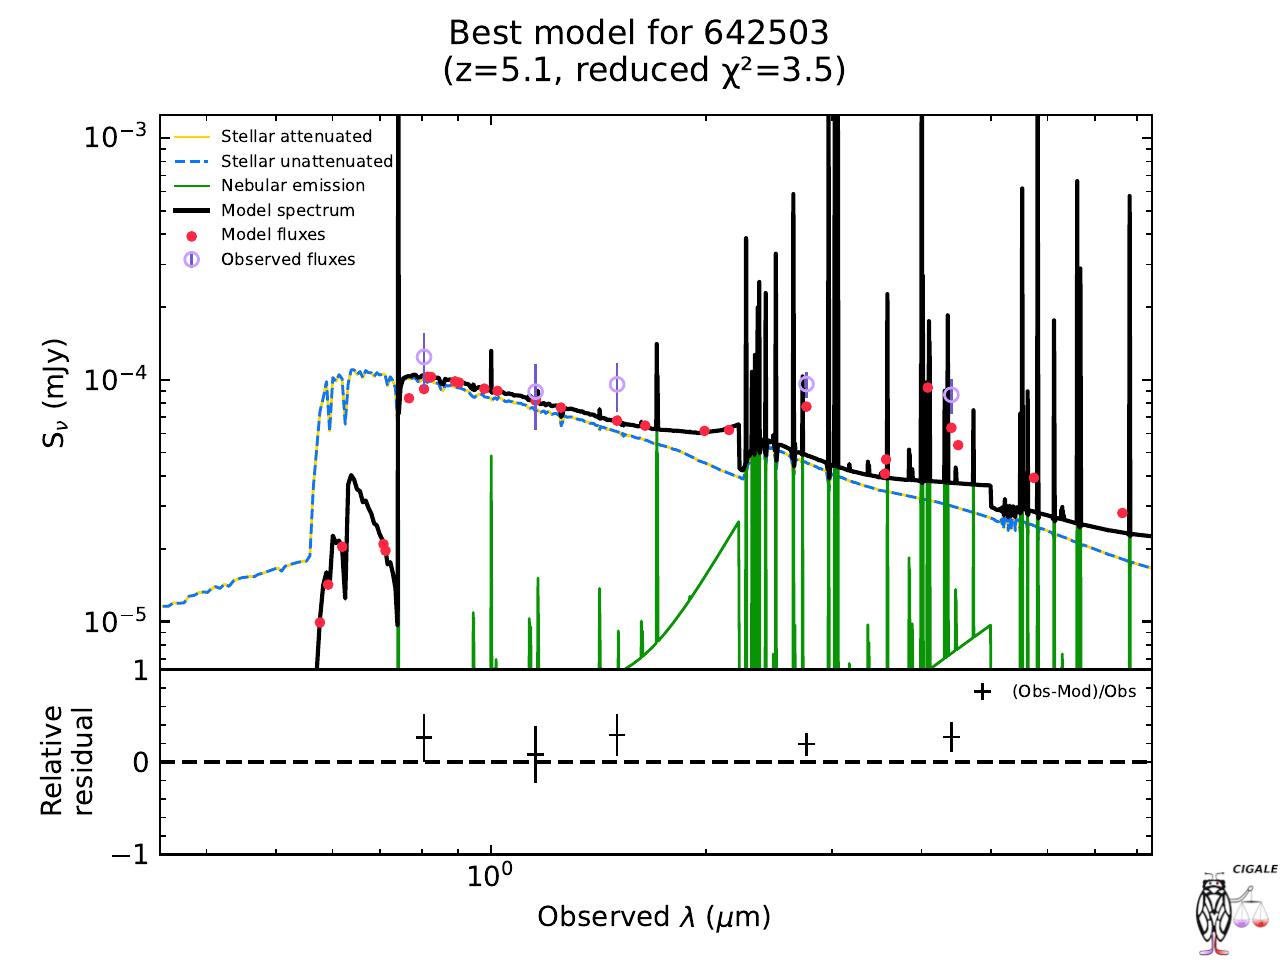 Best model for 642503
(z=5.1, reduced χ²=3.5)
Stellar attenuated
Stellar unattenuated
Nebular emission
Model spectrum
Model fluxes
Observed fluxes
10⁻³
10⁻⁴
10⁻⁵
Sᵥ (mJy)
(Obs-Mod)/Obs
1
0
−1
Relative
residual
10⁰
Observed λ (μm)
CIGALE